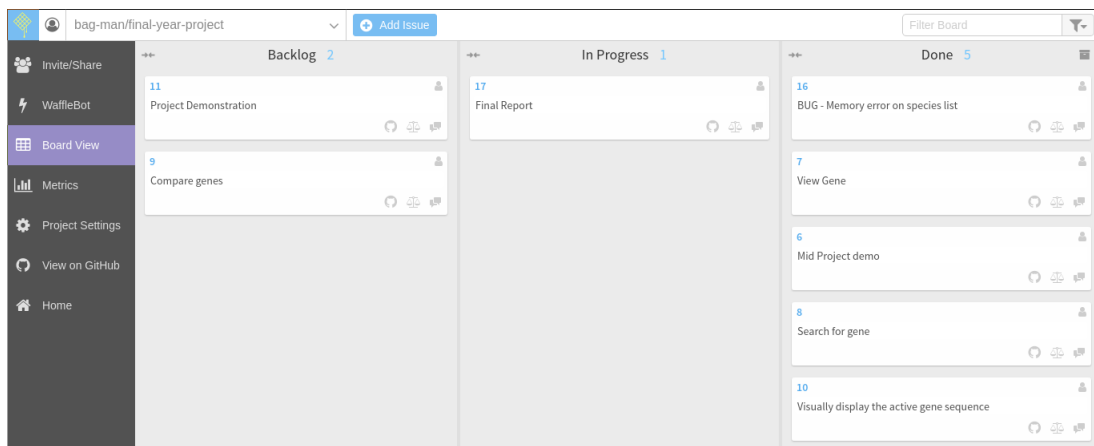 bag-man/final-year-project
Add Issue
Filter Board
Invite/Share
WaffleBot
Board View
Metrics
Project Settings
View on GitHub
Home
Backlog 2
11
Project Demonstration
9
Compare genes
In Progress 1
17
Final Report
Done 5
16
BUG - Memory error on species list
7
View Gene
6
Mid Project demo
8
Search for gene
10
Visually display the active gene sequence